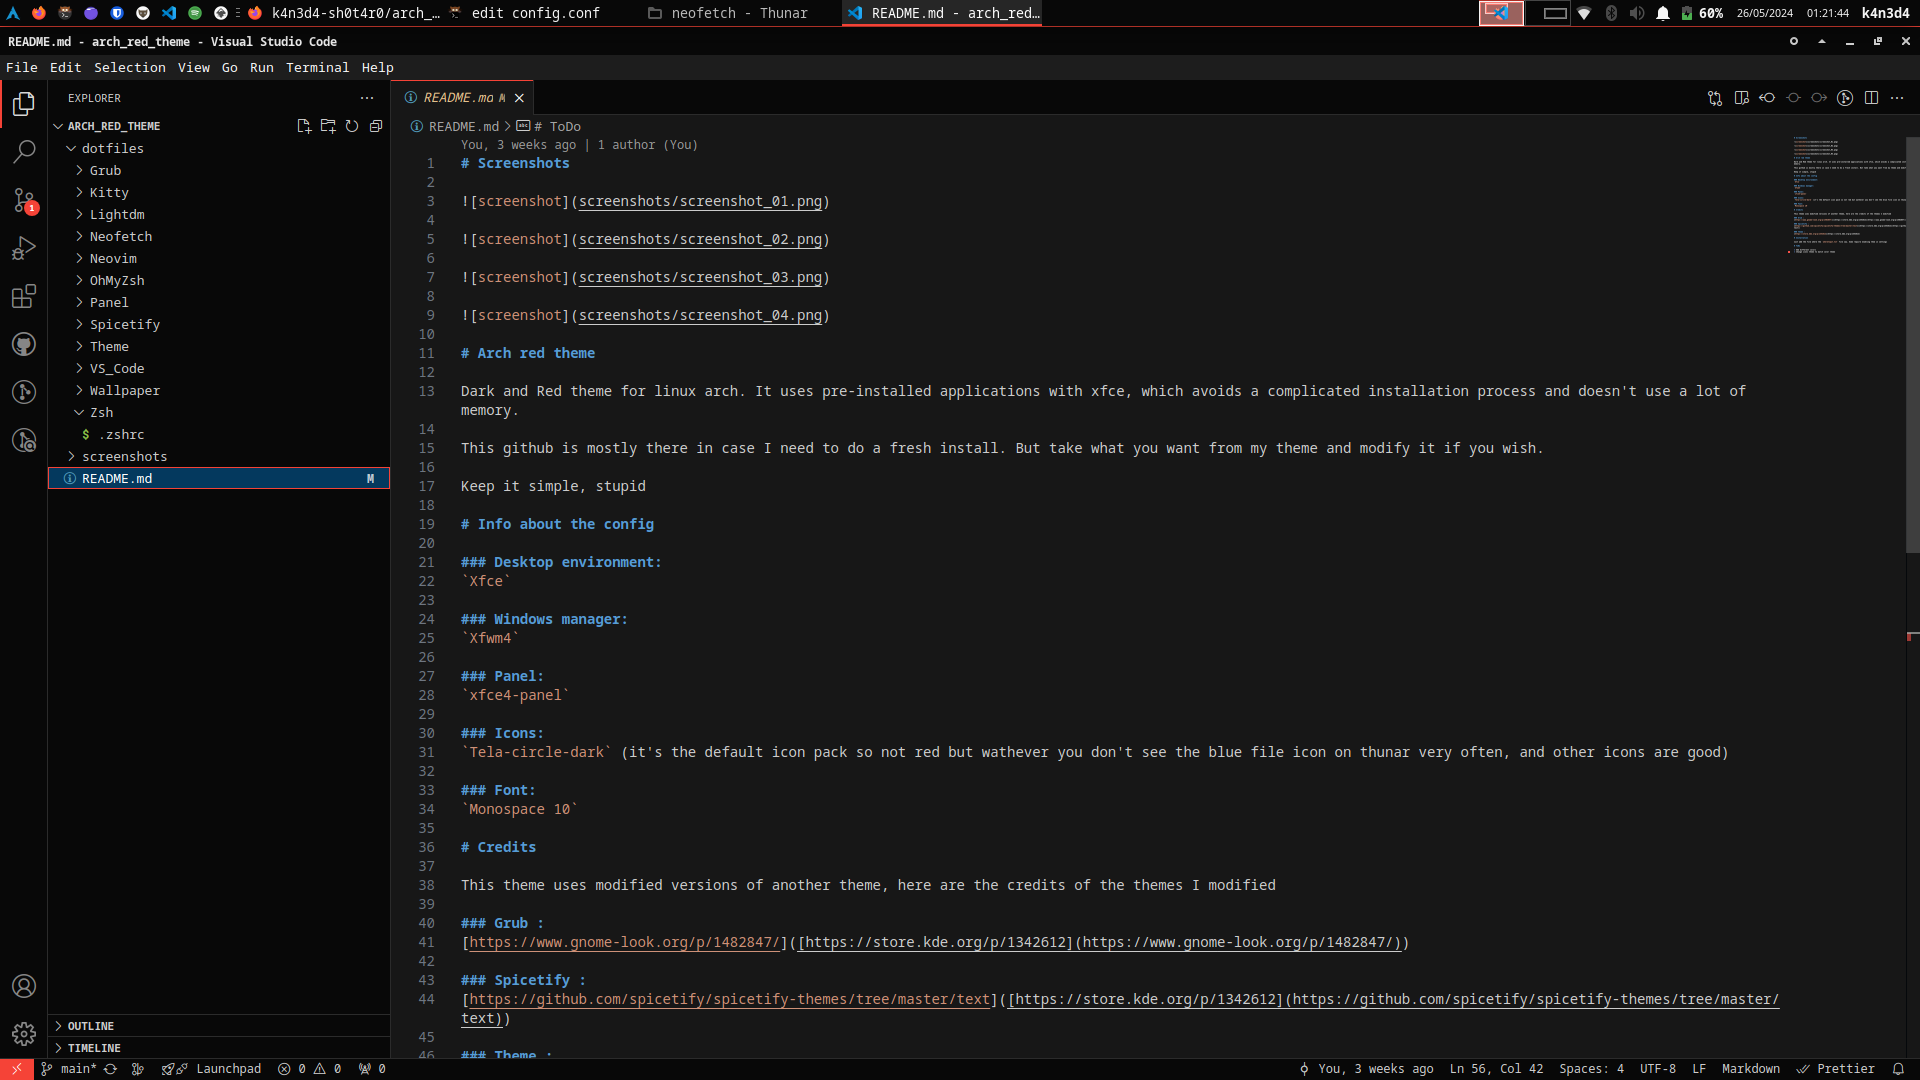 k4n3d4-sh0t4r0/arch_… edit config.conf neofetch - Thunar README.md - arch_red… 60% 26/05/2024 01:21:44 k4n3d4
README.md - arch_red_theme - Visual Studio Code
File Edit Selection View Go Run Terminal Help
EXPLORER
README.md M
ARCH_RED_THEME
README.md > # ToDo
dotfiles
Grub
Kitty
Lightdm
Neofetch
Neovim
OhMyZsh
Panel
Spicetify
Theme
VS_Code
Wallpaper
Zsh
$ .zshrc
screenshots
README.md M
OUTLINE
TIMELINE
1
You, 3 weeks ago | 1 author (You)
1 # Screenshots
2
3 ![screenshot](screenshots/screenshot_01.png)
4
5 ![screenshot](screenshots/screenshot_02.png)
6
7 ![screenshot](screenshots/screenshot_03.png)
8
9 ![screenshot](screenshots/screenshot_04.png)
10
11 # Arch red theme
12
13 Dark and Red theme for linux arch. It uses pre-installed applications with xfce, which avoids a complicated installation process and doesn't use a lot of
memory.
14
15 This github is mostly there in case I need to do a fresh install. But take what you want from my theme and modify it if you wish.
16
17 Keep it simple, stupid
18
19 # Info about the config
20
21 ### Desktop environment:
22 `Xfce`
23
24 ### Windows manager:
25 `Xfwm4`
26
27 ### Panel:
28 `xfce4-panel`
29
30 ### Icons:
31 `Tela-circle-dark` (it's the default icon pack so not red but wathever you don't see the blue file icon on thunar very often, and other icons are good)
32
33 ### Font:
34 `Monospace 10`
35
36 # Credits
37
38 This theme uses modified versions of another theme, here are the credits of the themes I modified
39
40 ### Grub :
41 [https://www.gnome-look.org/p/1482847/]([https://store.kde.org/p/1342612](https://www.gnome-look.org/p/1482847/))
42
43 ### Spicetify :
44 [https://github.com/spicetify/spicetify-themes/tree/master/text]([https://store.kde.org/p/1342612](https://github.com/spicetify/spicetify-themes/tree/master/
text))
45
46 ### Theme :
main* Launchpad 0 0 0 You, 3 weeks ago Ln 56, Col 42 Spaces: 4 UTF-8 LF Markdown Prettier